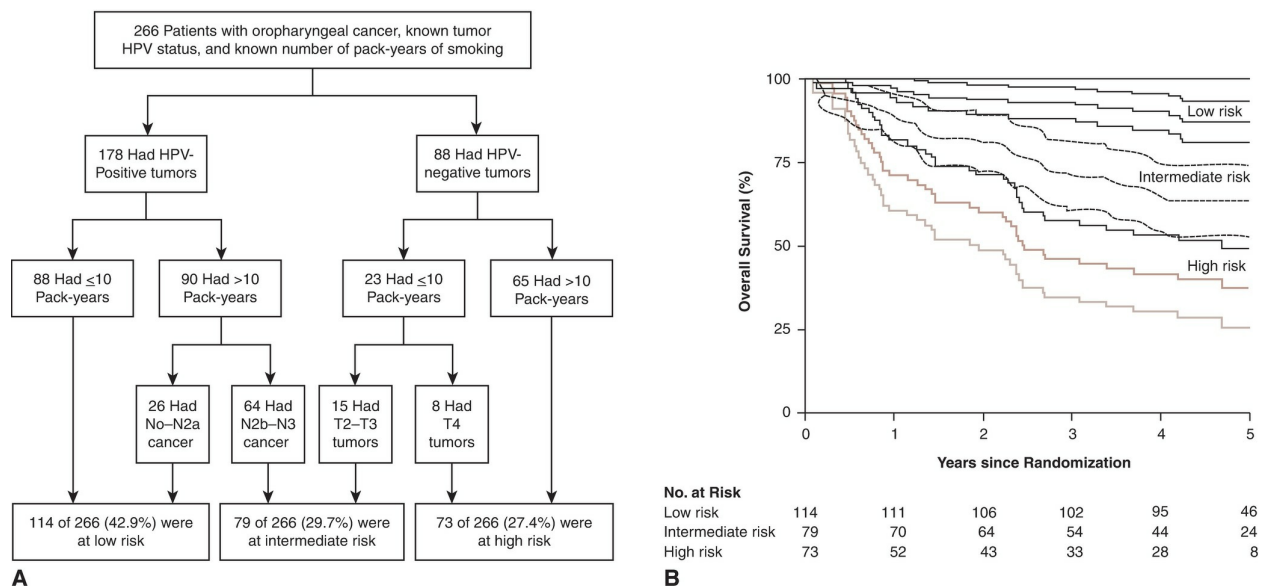 266 Patients with oropharyngeal cancer, known tumor
HPV status, and known number of pack-years of smoking
178 Had HPV-
Positive tumors
88 Had HPV-
negative tumors
88 Had ≤10
Pack-years
90 Had >10
Pack-years
23 Had ≤10
Pack-years
65 Had >10
Pack-years
26 Had
No–N2a
cancer
64 Had
N2b–N3
cancer
15 Had
T2–T3
tumors
8 Had
T4
tumors
114 of 266 (42.9%) were
at low risk
79 of 266 (29.7%) were
at intermediate risk
73 of 266 (27.4%) were
at high risk
A
Overall Survival (%)
100
75
50
25
0
Low risk
Intermediate risk
High risk
0 1 2 3 4 5
Years since Randomization
No. at Risk
Low risk 114 111 106 102 95 46
Intermediate risk 79 70 64 54 44 24
High risk 73 52 43 33 28 8
B